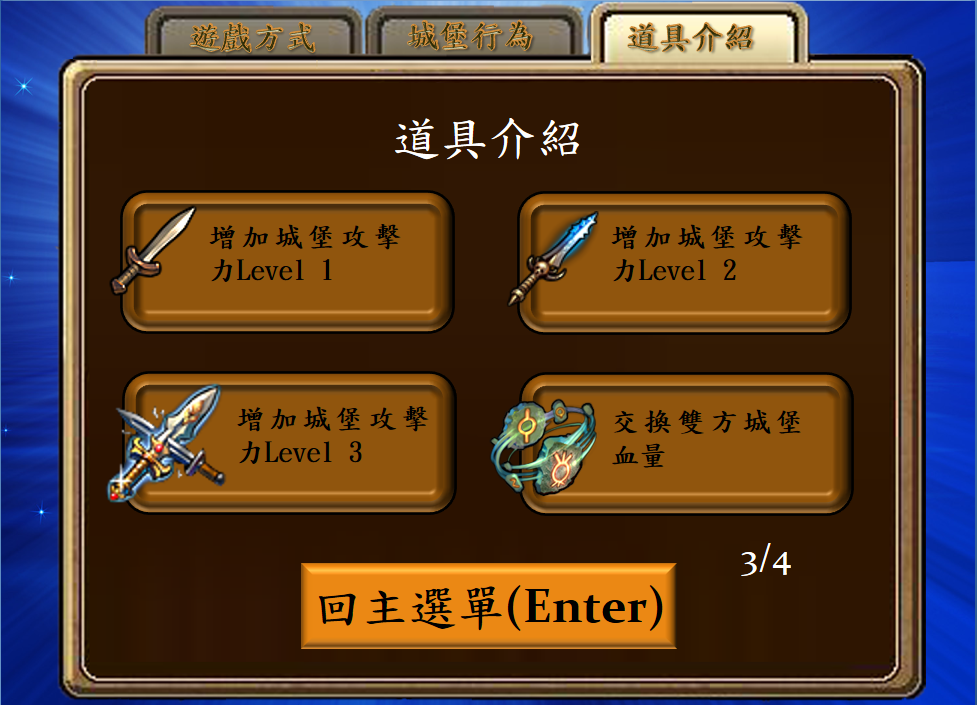 遊戲方式
城堡行為
道具介紹
道具介紹
增加城堡攻擊
力Level 1
增加城堡攻擊
力Level 2
增加城堡攻擊
力Level 3
交換雙方城堡
血量
3/4
回主選單(Enter)